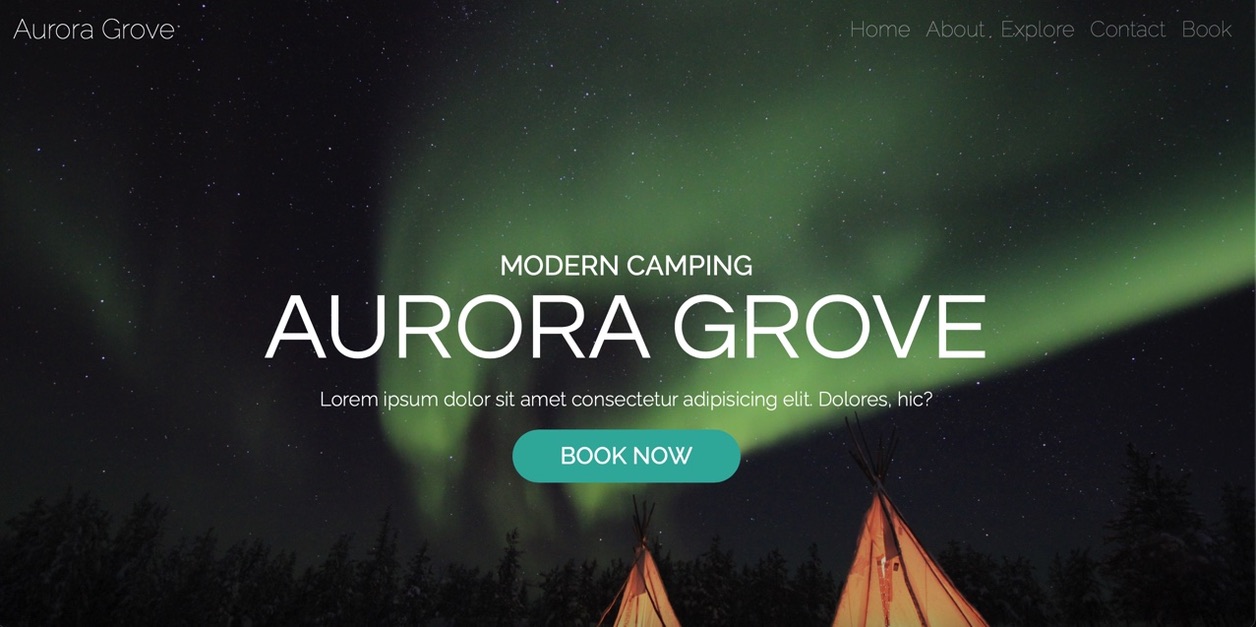 Aurora Grove
Home About Explore Contact Book
MODERN CAMPING
AURORA GROVE
Lorem ipsum dolor sit amet consectetur adipisicing elit. Dolores, hic?
BOOK NOW